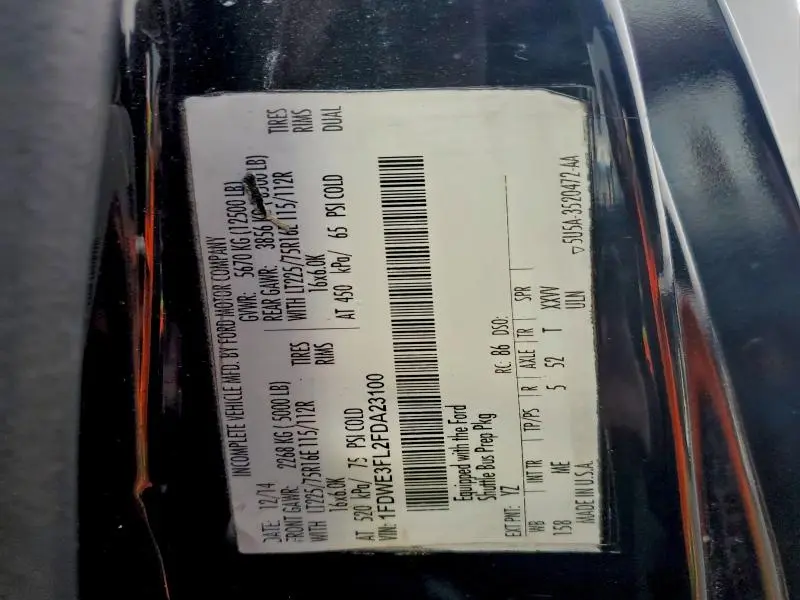 INCOMPLETE VEHICLE MFD. BY FORD MOTOR COMPANY
DATE: 12/14 GVWR: 5670 KG (12500 LB)
FRONT GAWR: 2268 KG (5000 LB) REAR GAWR: 3856 LB)
WITH LT225/75R16E 115/112R TIRES WITH LT225/75R16E 115/112R TIRES
16x6.0K RIMS 16x6.0K RIMS
AT 520 kPa/ 75 PSI COLD AT 450 kPa/ 65 PSI COLD DUAL
VIN: 1FDWE3FL2FDA23100
Equipped with the Ford
Shuttle Bus Prep Pkg
EXT PNT: YZ RC: 86 DSO:
WB INT TR TP/PS R AXLE TR SPR
158 ME 5 52 T XXVV
MADE IN U.S.A. ULN
▽5U5A-3520472-AA